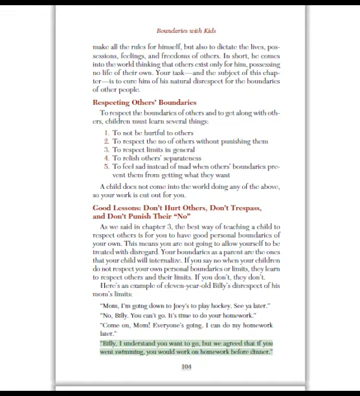 Boundaries with Kids
make all the rules for himself, but also to dictate the lives, pos-
sessions, feelings, and freedoms of others. In short, he comes
into the world thinking that others exist only for him, possessing
no life of their own. Your task—and the subject of this chap-
ter—is to cure him of his natural disrespect for the boundaries
of other people.
Respecting Others' Boundaries
To respect the boundaries of others and to get along with oth-
ers, children must learn several things:
1. To not be hurtful to others
2. To respect the no of others without punishing them
3. To respect limits in general
4. To relish others' separateness
5. To feel sad instead of mad when others' boundaries pre-
vent them from getting what they want
A child does not come into the world doing any of the above,
so your work is cut out for you.
Good Lessons: Don't Hurt Others, Don't Trespass,
and Don't Punish Their "No"
As we said in chapter 3, the best way of teaching a child to
respect others is for you to have good personal boundaries of
your own. This means you are not going to allow yourself to be
treated with disregard. Your boundaries as a parent are the ones
that your child will internalize. If you say no when your children
do not respect your own personal boundaries or limits, they learn
to respect others and their limits. If you don't, they don't.
Here's an example of eleven-year-old Billy's disrespect of his
mom's limits:
"Mom, I'm going down to Joey's to play hockey. See ya later."
"No, Billy. You can't go. It's time to do your homework."
"Come on, Mom! Everyone's going. I can do my homework
later."
"Billy, I understand you want to go, but we agreed that if you
went swimming, you would work on homework before dinner."
104